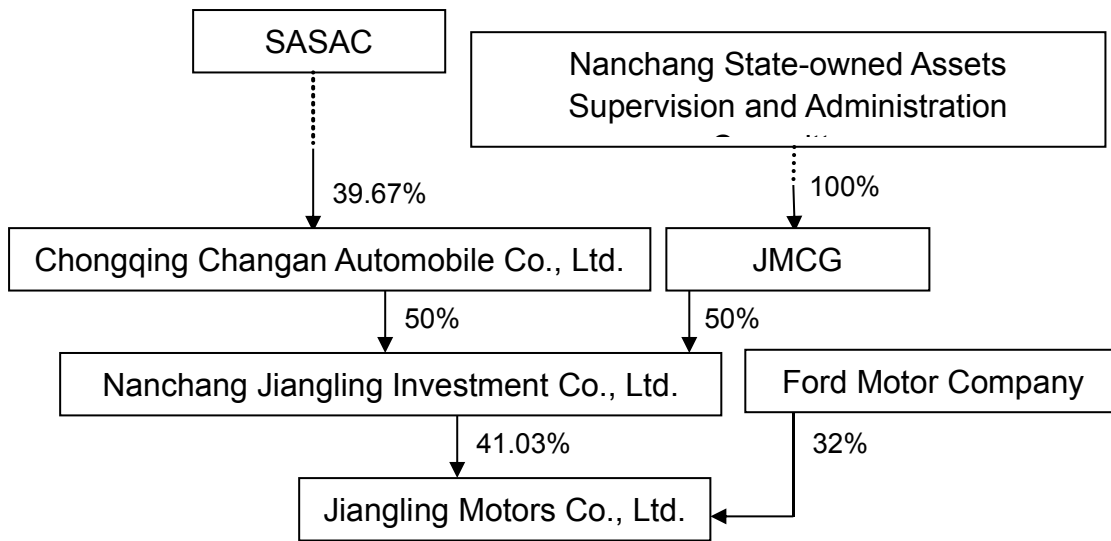 SASAC
Nanchang State-owned Assets
Supervision and Administration
39.67%
100%
Chongqing Changan Automobile Co., Ltd.
JMCG
50%
50%
Nanchang Jiangling Investment Co., Ltd.
Ford Motor Company
41.03%
32%
Jiangling Motors Co., Ltd.